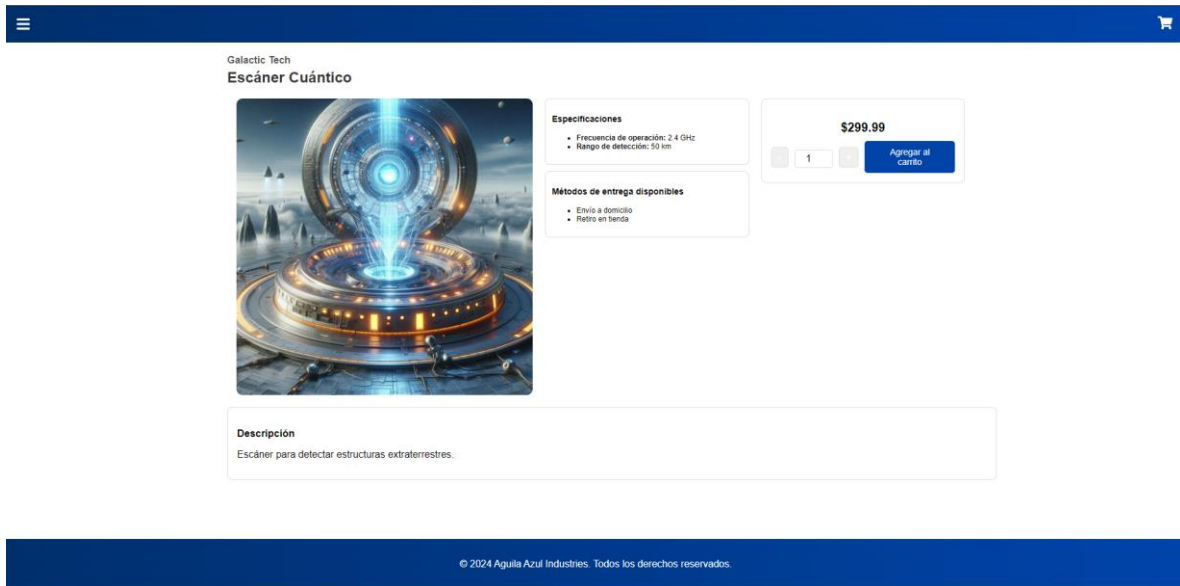 Galactic Tech
Escáner Cuántico
Especificaciones
Frecuencia de operación: 2.4 GHz
Rango de detección: 50 km
Métodos de entrega disponibles
Envío a domicilio
Retiro en tienda
$299.99
1
Agregar al
carrito
Descripción
Escáner para detectar estructuras extraterrestres.
© 2024 Aguila Azul Industries. Todos los derechos reservados.